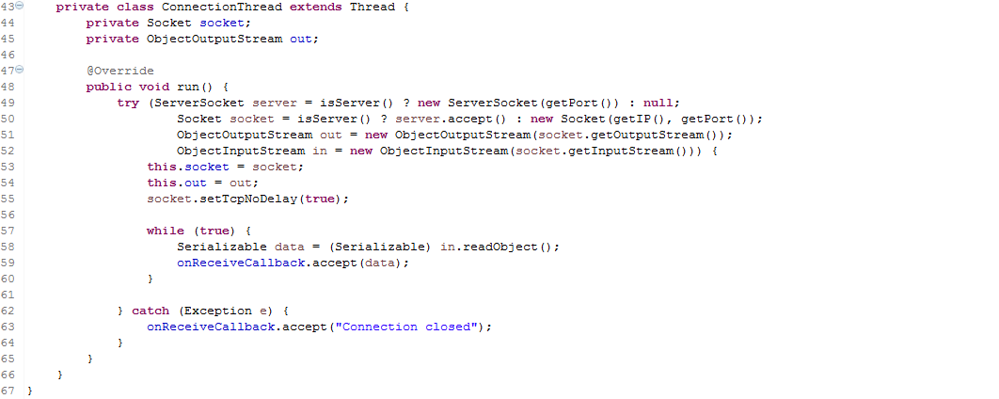 43 private class ConnectionThread extends Thread {
44 private Socket socket;
45 private ObjectOutputStream out;
46
47 @Override
48 public void run() {
49 try (ServerSocket server = isServer() ? new ServerSocket(getPort()) : null;
50 Socket socket = isServer() ? server.accept() : new Socket(getIP(), getPort());
51 ObjectOutputStream out = new ObjectOutputStream(socket.getOutputStream());
52 ObjectInputStream in = new ObjectInputStream(socket.getInputStream())) {
53 this.socket = socket;
54 this.out = out;
55 socket.setTcpNoDelay(true);
56
57 while (true) {
58 Serializable data = (Serializable) in.readObject();
59 onReceiveCallback.accept(data);
60 }
61
62 } catch (Exception e) {
63 onReceiveCallback.accept("Connection closed");
64 }
65 }
66 }
67 }